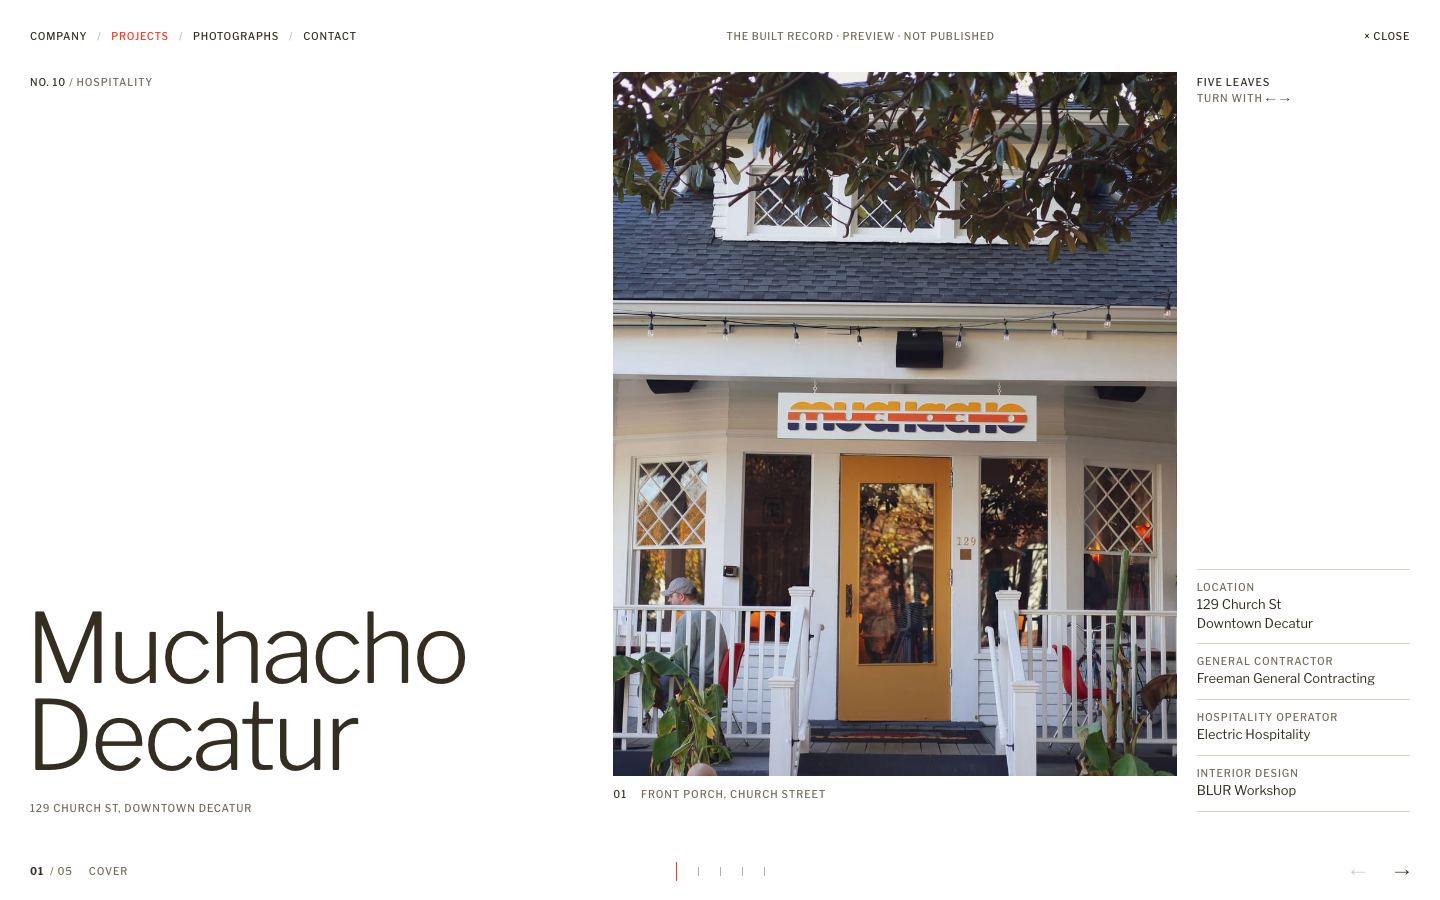 COMPANY / PROJECTS / PHOTOGRAPHS / CONTACT
THE BUILT RECORD · PREVIEW · NOT PUBLISHED
× CLOSE
NO. 10 / HOSPITALITY
FIVE LEAVES
TURN WITH ← →
muchacho
129
Muchacho
Decatur
129 CHURCH ST, DOWNTOWN DECATUR
01 FRONT PORCH, CHURCH STREET
LOCATION
129 Church St
Downtown Decatur
GENERAL CONTRACTOR
Freeman General Contracting
HOSPITALITY OPERATOR
Electric Hospitality
INTERIOR DESIGN
BLUR Workshop
01 / 05 COVER
← →